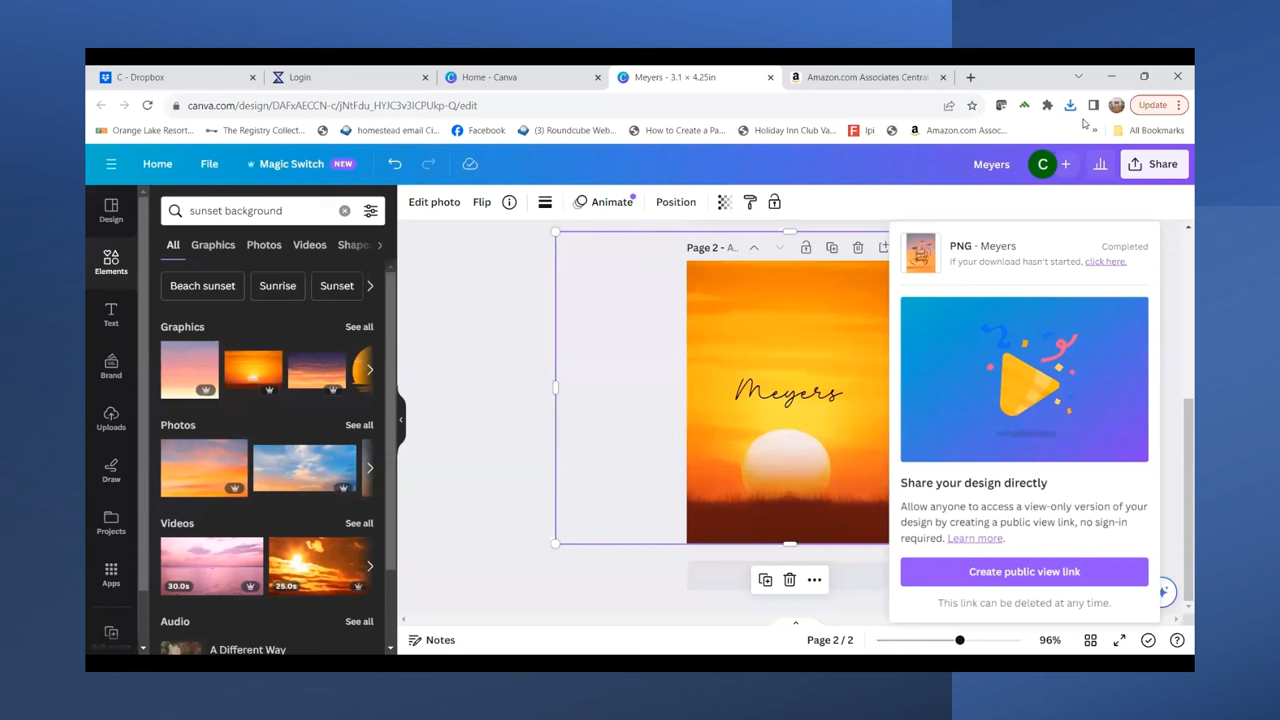 C - Dropbox
Login
Home - Canva
Meyers - 3.1 × 4.25in
Amazon.com Associates Central
canva.com/design/DAFxAECCN-c/jNtFdu_HYJC3v3ICPUkp-Q/edit
Update
Orange Lake Resort...
The Registry Collect...
homestead email Ci...
Facebook
(3) Roundcube Web...
How to Create a Pa...
Holiday Inn Club Va...
Ipi
Amazon.com Assoc...
»
All Bookmarks
Home
File
Magic Switch
NEW
Meyers
C
Share
Design
Elements
Text
Brand
Uploads
Draw
Projects
Apps
sunset background
All
Graphics
Photos
Videos
Shape
Beach sunset
Sunrise
Sunset
Graphics
See all
Photos
See all
Videos
See all
30.0s
25.0s
Audio
See all
A Different Way
Edit photo
Flip
Animate
Position
Page 2 - A..
Meyers
PNG - Meyers
Completed
If your download hasn't started, click here.
Share your design directly
Allow anyone to access a view-only version of your
design by creating a public view link, no sign-in
required. Learn more.
Create public view link
This link can be deleted at any time.
Notes
Page 2 / 2
96%